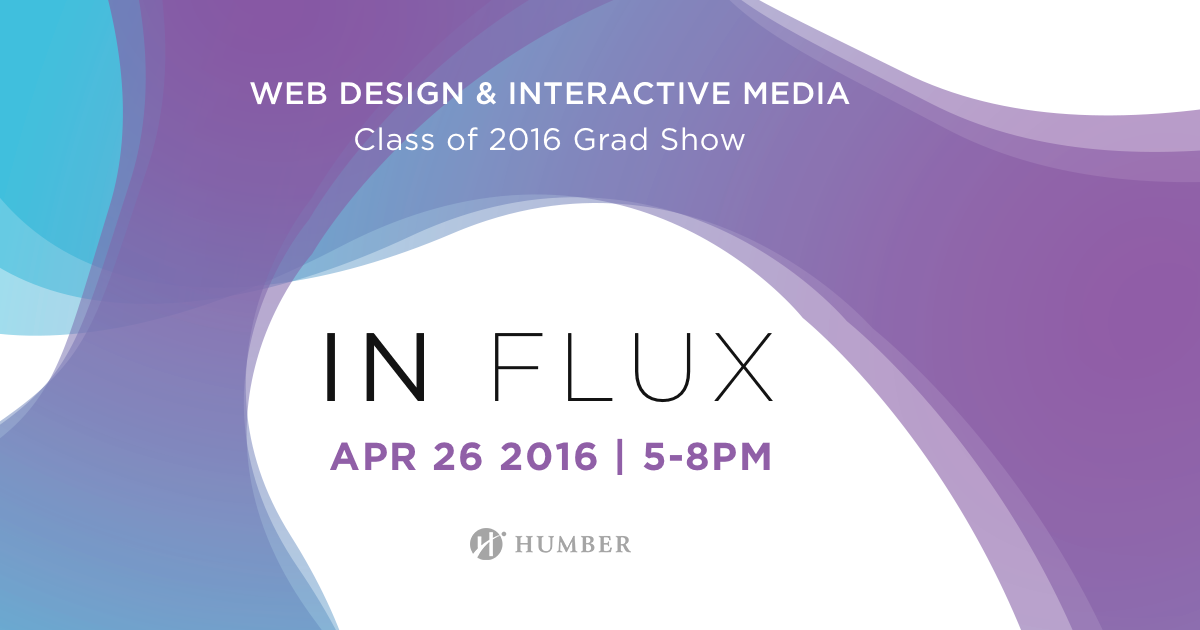 WEB DESIGN & INTERACTIVE MEDIA
Class of 2016 Grad Show
IN FLUX
APR 26 2016 | 5-8PM
HUMBER